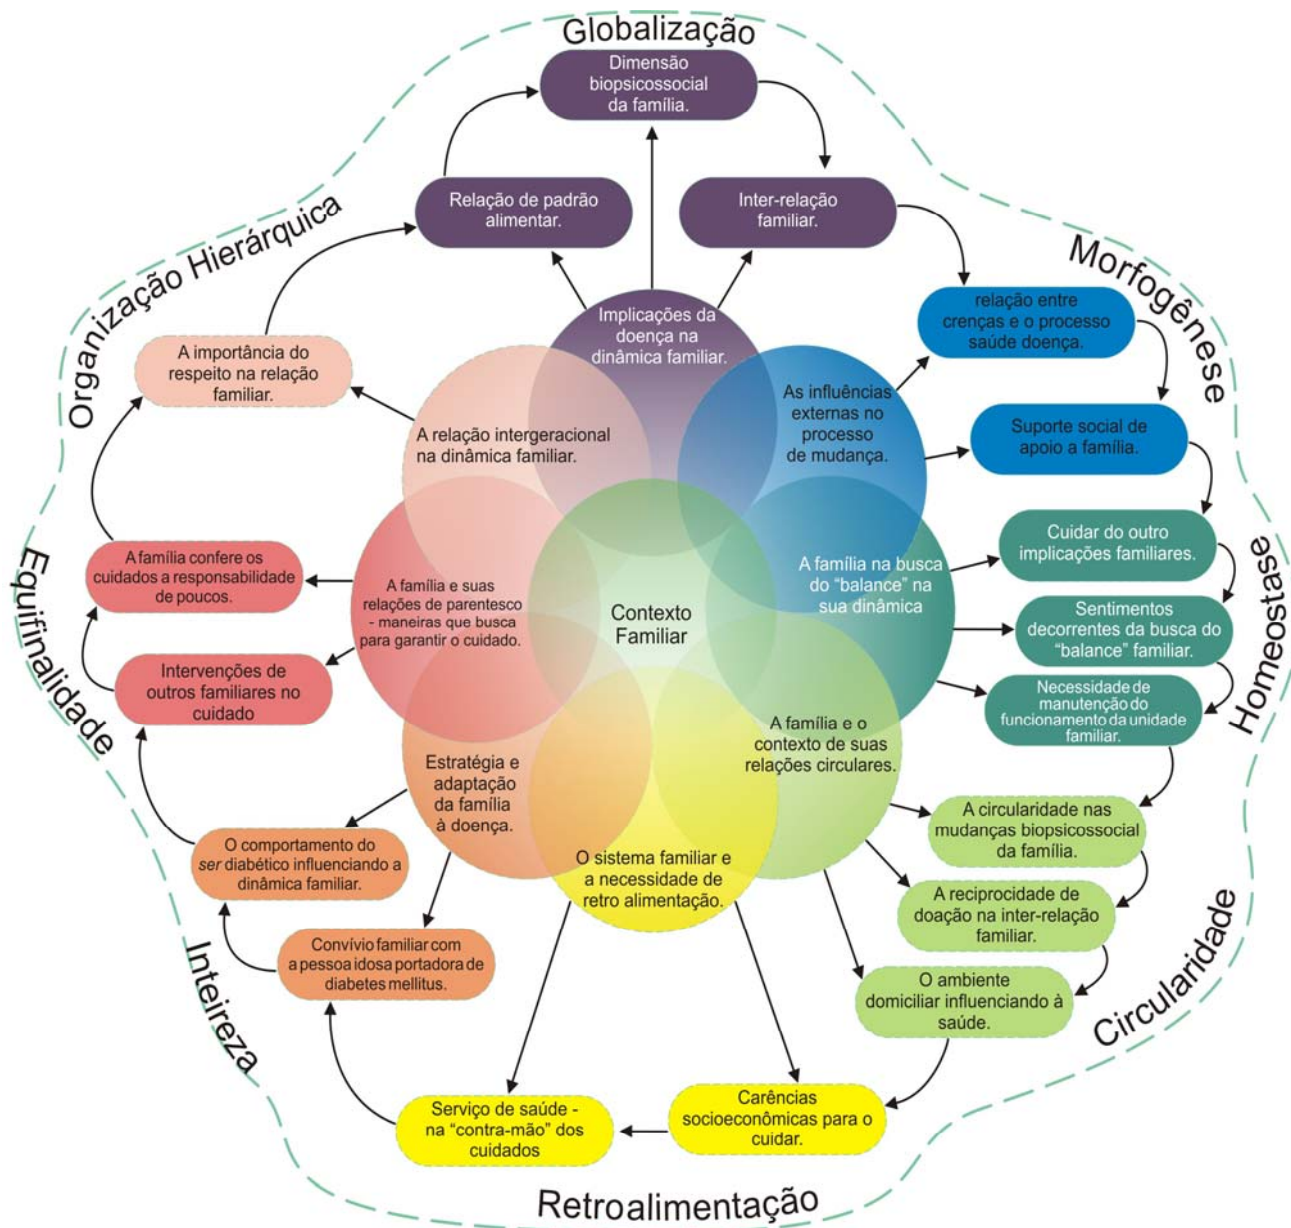 Globalização
Dimensão
biopsicossocial
da família.
Relação de padrão
alimentar.
Inter-relação
familiar.
Organização Hierárquica
Morfogênese
Implicações da
doença na
dinâmica familiar.
relação entre
crenças e o processo
saúde doença.
A importância do
respeito na relação
familiar.
As influências
externas no
processo
de mudança.
A relação intergeracional
na dinâmica familiar.
Suporte social de
apoio a família.
Cuidar do outro
implicações familiares.
A família na busca
do “balance” na
sua dinâmica
A família confere os
cuidados a responsabilidade
de poucos.
A família e suas
relações de parentesco
- maneiras que busca
para garantir o cuidado.
Contexto
Familiar
Sentimentos
decorrentes da busca do
“balance” familiar.
Equifinalidade
Homeostase
Intervenções de
outros familiares no
cuidado
Necessidade de
manutenção do
funcionamento da unidade
familiar.
A família e o
contexto de suas
relações circulares.
Estratégia e
adaptação
da família
à doença.
A circularidade nas
mudanças biopsicossocial
da família.
O comportamento do
ser diabético influenciando a
dinâmica familiar.
O sistema familiar e
a necessidade de
retro alimentação.
A reciprocidade de
doação na inter-relação
familiar.
Convívio familiar com
a pessoa idosa portadora de
diabetes mellitus.
O ambiente
domiciliar influenciando à
saúde.
Inteireza
Circularidade
Serviço de saúde -
na “contra-mão” dos
cuidados
Carências
socioeconômicas para o
cuidar.
Retroalimentação